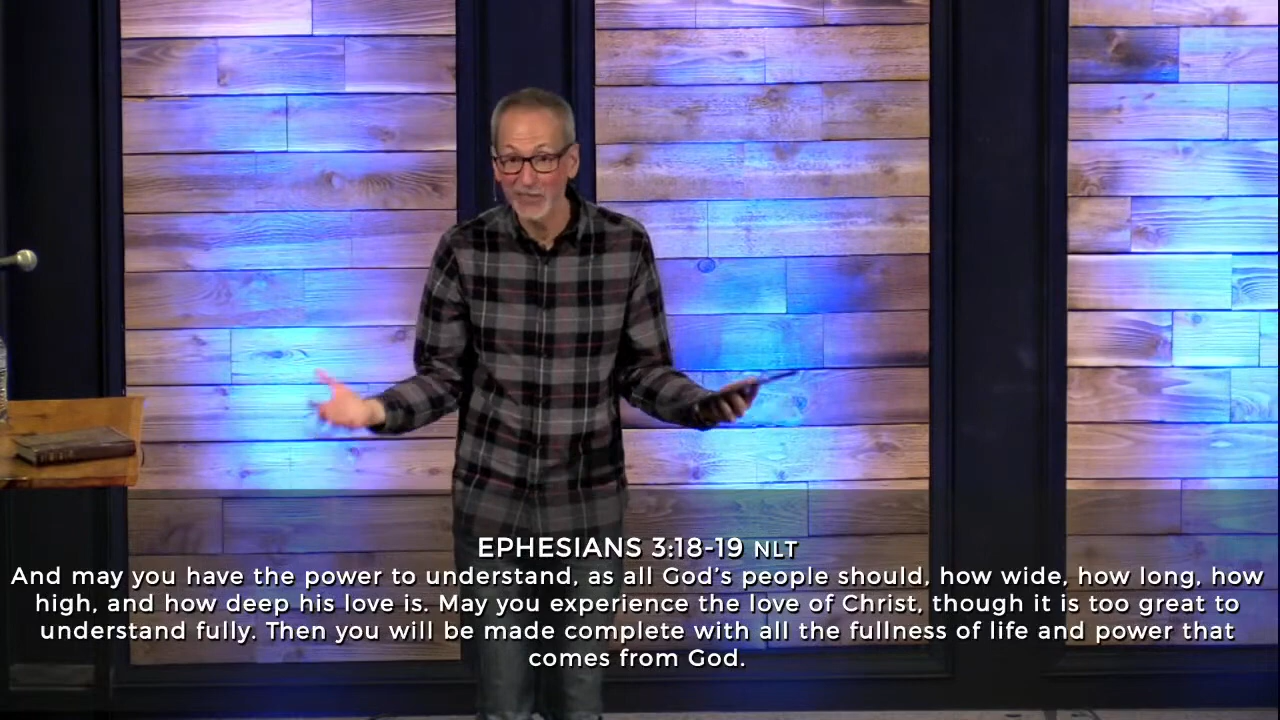 EPHESIANS 3:18-19 NLT
And may you have the power to understand, as all God's people should, how wide, how long, how
high, and how deep his love is. May you experience the love of Christ, though it is too great to
understand fully. Then you will be made complete with all the fullness of life and power that
comes from God.